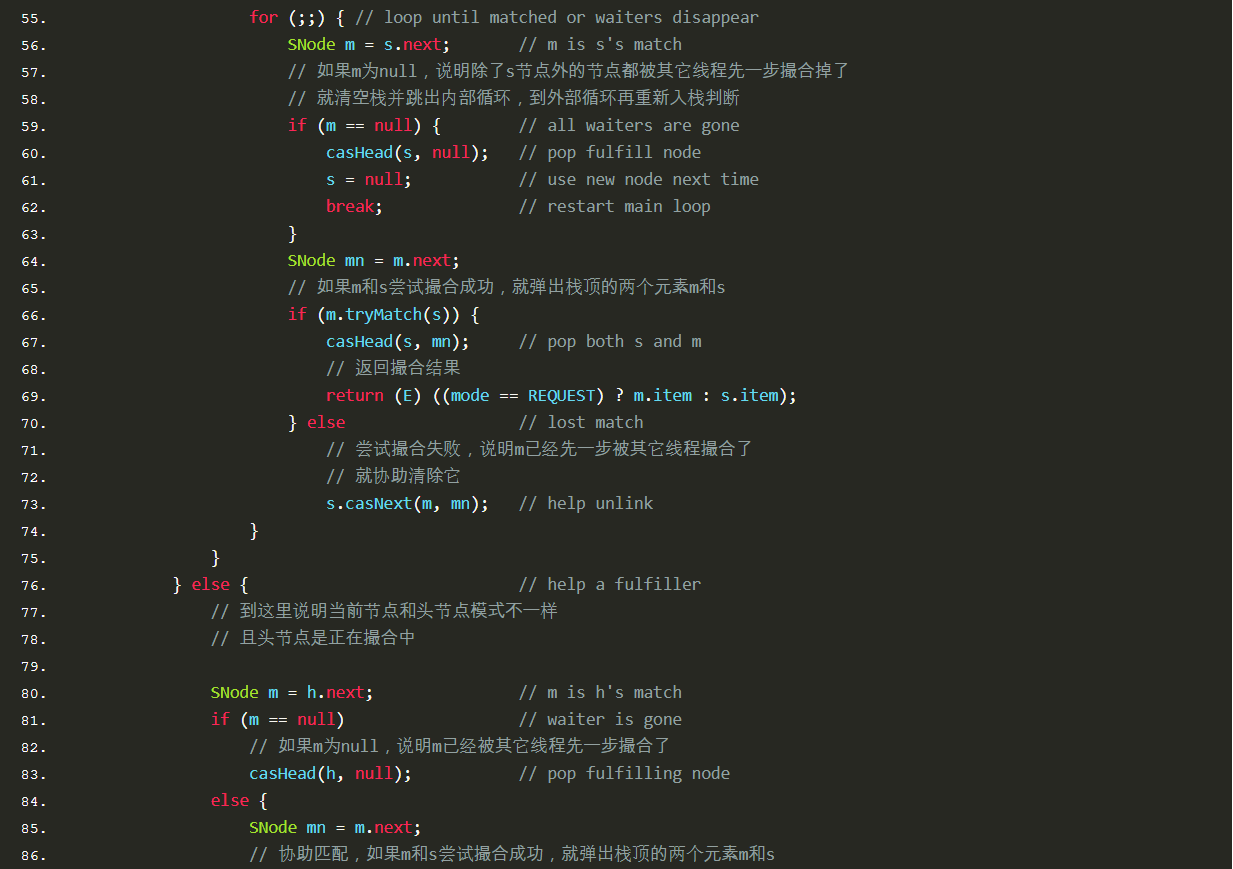 55. for (;;) { // loop until matched or waiters disappear
56. SNode m = s.next; // m is s's match
57. // 如果m为null，说明除了s节点外的节点都被其它线程先一步撮合掉了
58. // 就清空栈并跳出内部循环，到外部循环再重新入栈判断
59. if (m == null) { // all waiters are gone
60. casHead(s, null); // pop fulfill node
61. s = null; // use new node next time
62. break; // restart main loop
63. }
64. SNode mn = m.next;
65. // 如果m和s尝试撮合成功，就弹出栈顶的两个元素m和s
66. if (m.tryMatch(s)) {
67. casHead(s, mn); // pop both s and m
68. // 返回撮合结果
69. return (E) ((mode == REQUEST) ? m.item : s.item);
70. } else // lost match
71. // 尝试撮合失败，说明m已经先一步被其它线程撮合了
72. // 就协助清除它
73. s.casNext(m, mn); // help unlink
74. }
75. }
76. } else { // help a fulfiller
77. // 到这里说明当前节点和头节点模式不一样
78. // 且头节点是正在撮合中
79.
80. SNode m = h.next; // m is h's match
81. if (m == null) // waiter is gone
82. // 如果m为null，说明m已经被其它线程先一步撮合了
83. casHead(h, null); // pop fulfilling node
84. else {
85. SNode mn = m.next;
86. // 协助匹配，如果m和s尝试撮合成功，就弹出栈顶的两个元素m和s